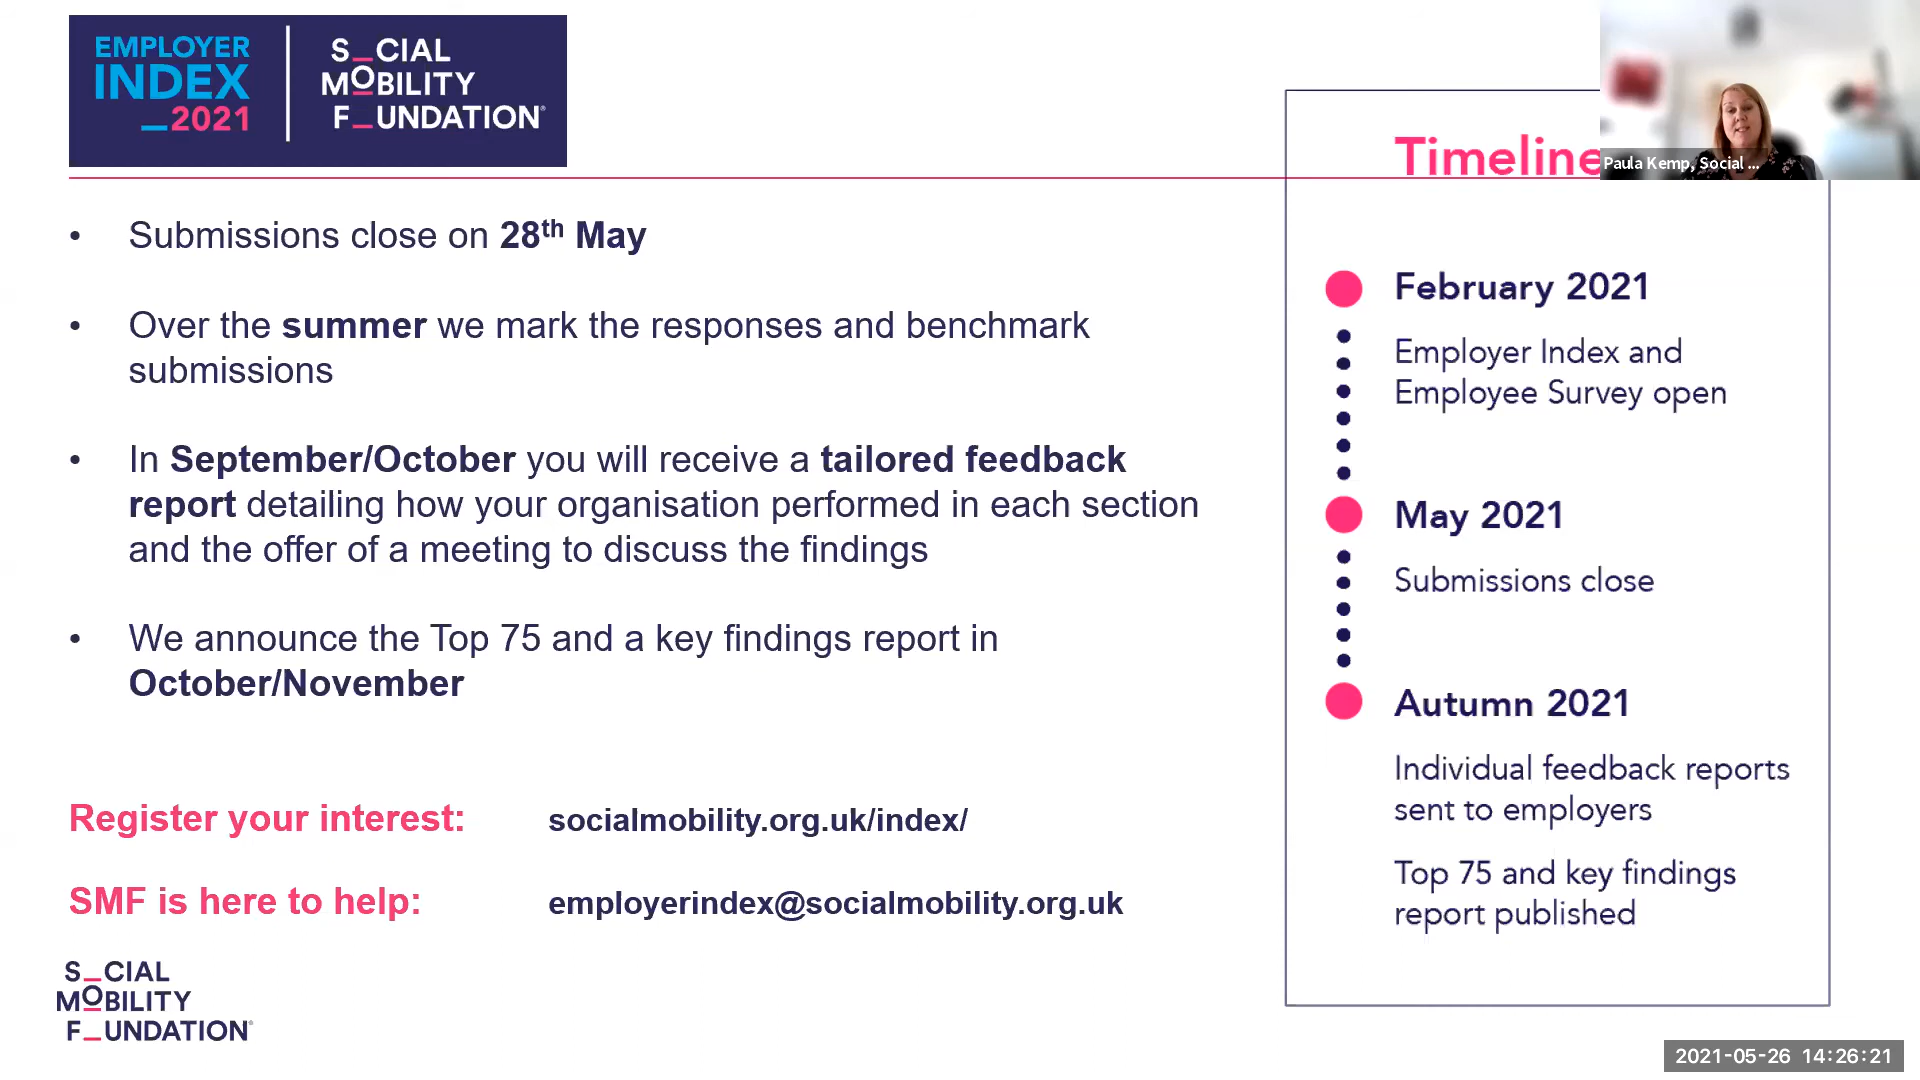 EMPLOYER
INDEX
_2021
S_CIAL
MOBILITY
F_UNDATION
Timeline
Paula Kemp, Social ...
• Submissions close on 28th May
• Over the summer we mark the responses and benchmark
submissions
• In September/October you will receive a tailored feedback
report detailing how your organisation performed in each section
and the offer of a meeting to discuss the findings
• We announce the Top 75 and a key findings report in
October/November
Register your interest: socialmobility.org.uk/index/
SMF is here to help: employerindex@socialmobility.org.uk
February 2021
Employer Index and
Employee Survey open
May 2021
Submissions close
Autumn 2021
Individual feedback reports
sent to employers
Top 75 and key findings
report published
S_CIAL
MOBILITY
F_UNDATION
2021-05-26 14:26:21